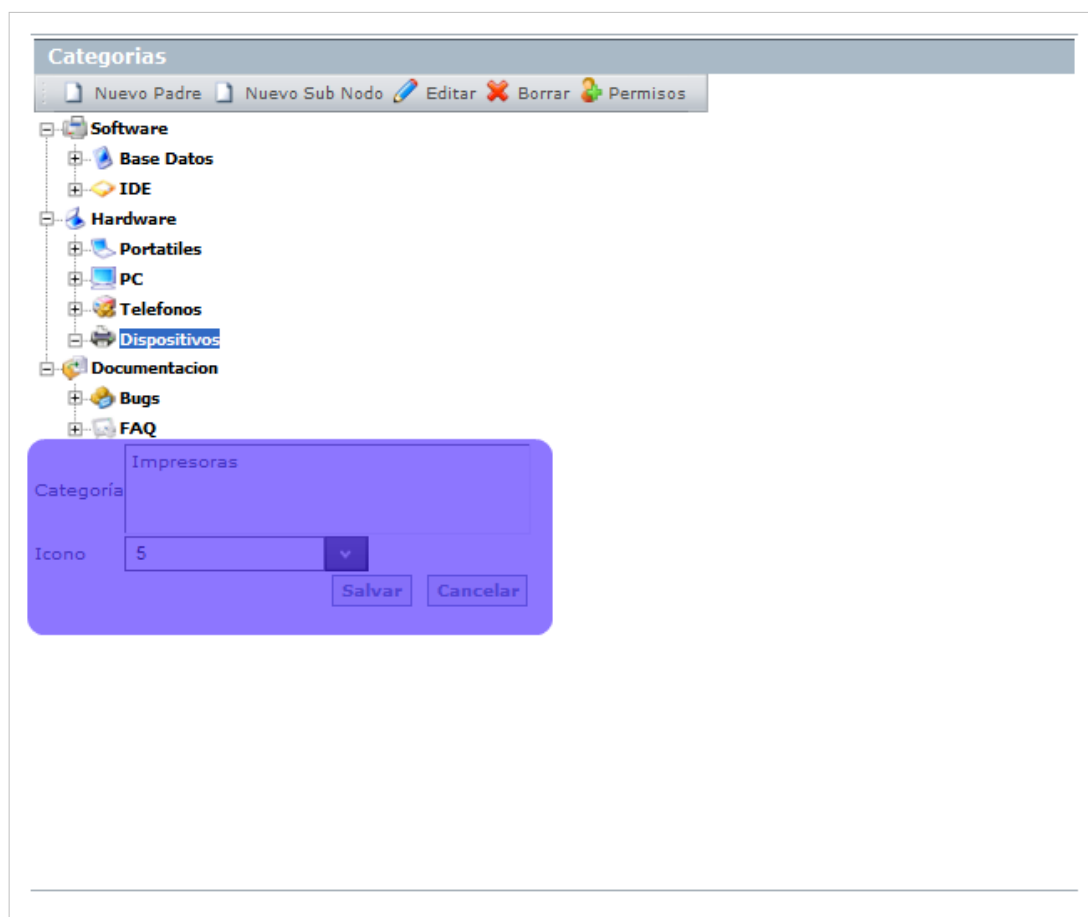 Categorias
Nuevo Padre Nuevo Sub Nodo Editar Borrar Permisos
Software
Base Datos
IDE
Hardware
Portatiles
PC
Telefonos
Dispositivos
Documentacion
Bugs
FAQ
Impresoras
Categoría
Icono 5
Salvar Cancelar